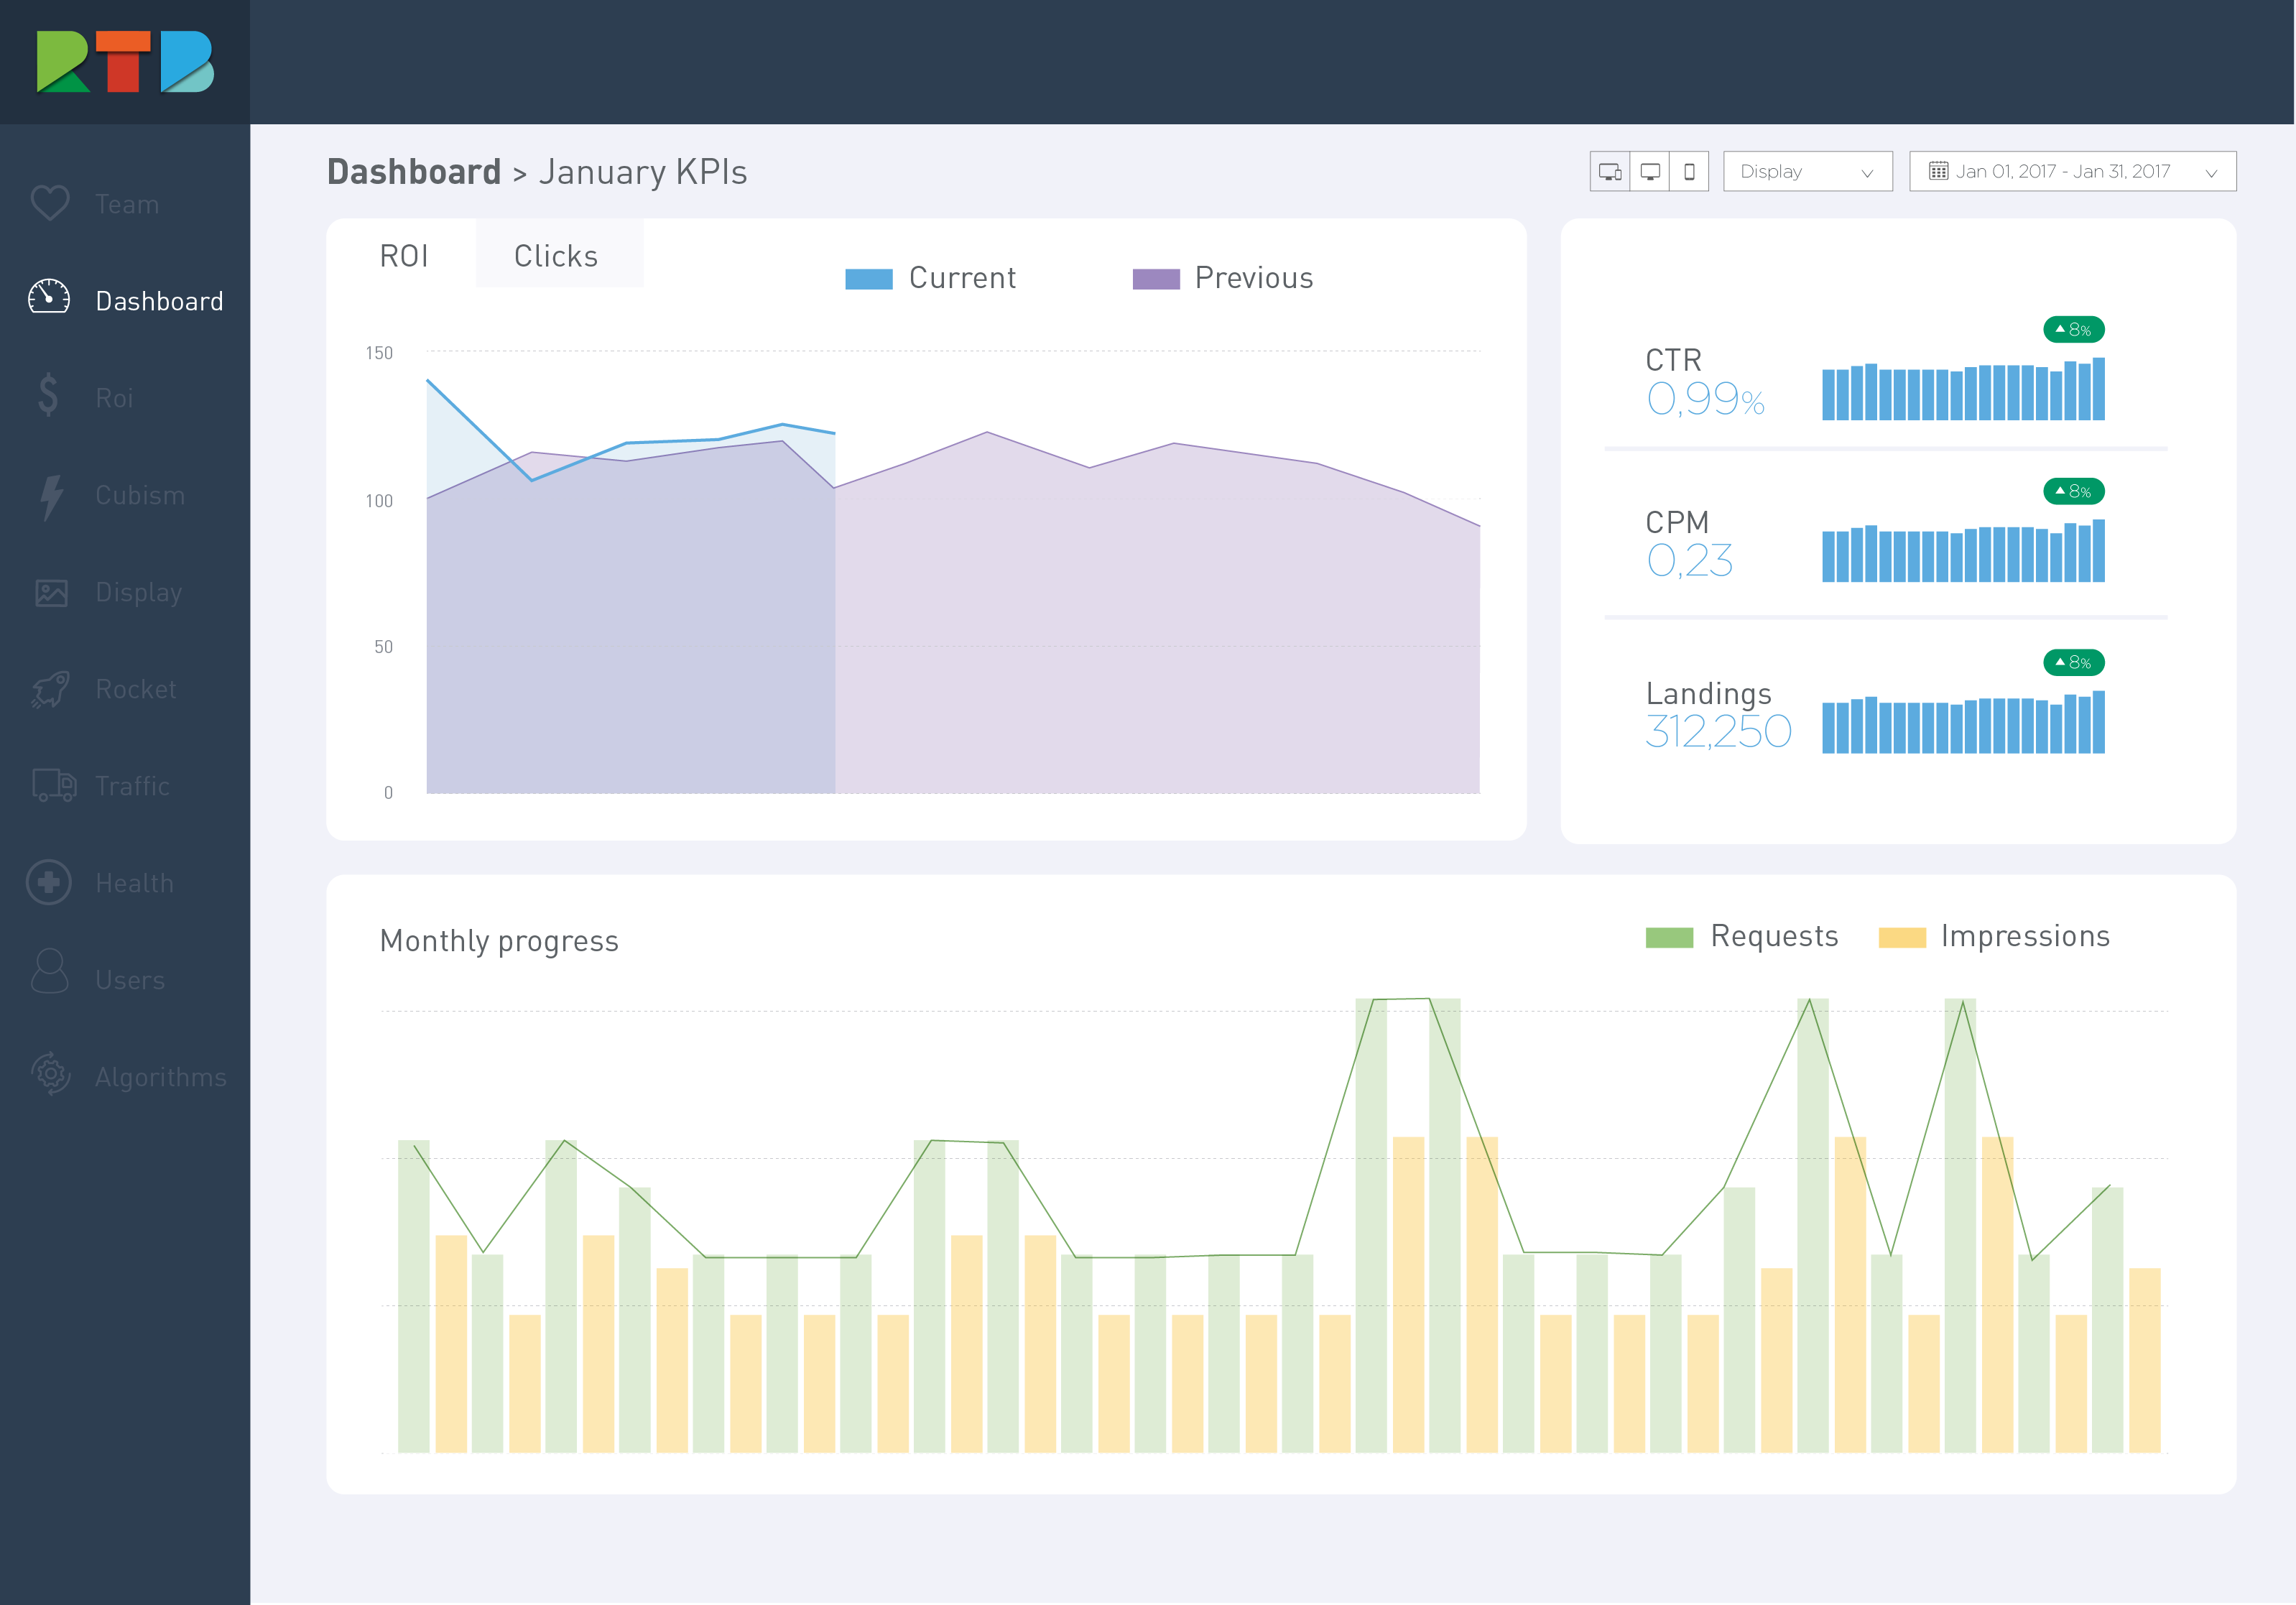 RTB
Team
Dashboard
Roi
Cubism
Display
Rocket
Traffic
Health
Users
Algorithms
Dashboard > January KPIs
Display
Jan 01, 2017 - Jan 31, 2017
ROI
Clicks
Current
Previous
150
100
50
0
8%
CTR
0,99%
8%
CPM
0,23
8%
Landings
312,250
Monthly progress
Requests
Impressions